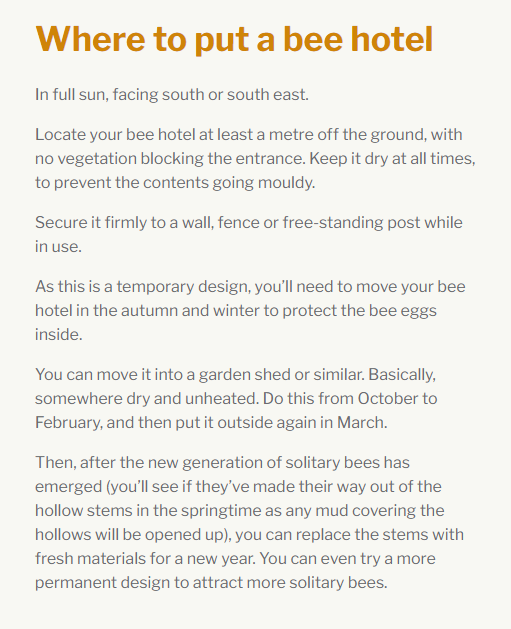 Where to put a bee hotel
In full sun, facing south or south east.
Locate your bee hotel at least a metre off the ground, with
no vegetation blocking the entrance. Keep it dry at all times,
to prevent the contents going mouldy.
Secure it firmly to a wall, fence or free-standing post while
in use.
As this is a temporary design, you'll need to move your bee
hotel in the autumn and winter to protect the bee eggs
inside.
You can move it into a garden shed or similar. Basically,
somewhere dry and unheated. Do this from October to
February, and then put it outside again in March.
Then, after the new generation of solitary bees has
emerged (you'll see if they've made their way out of the
hollow stems in the springtime as any mud covering the
hollows will be opened up), you can replace the stems with
fresh materials for a new year. You can even try a more
permanent design to attract more solitary bees.